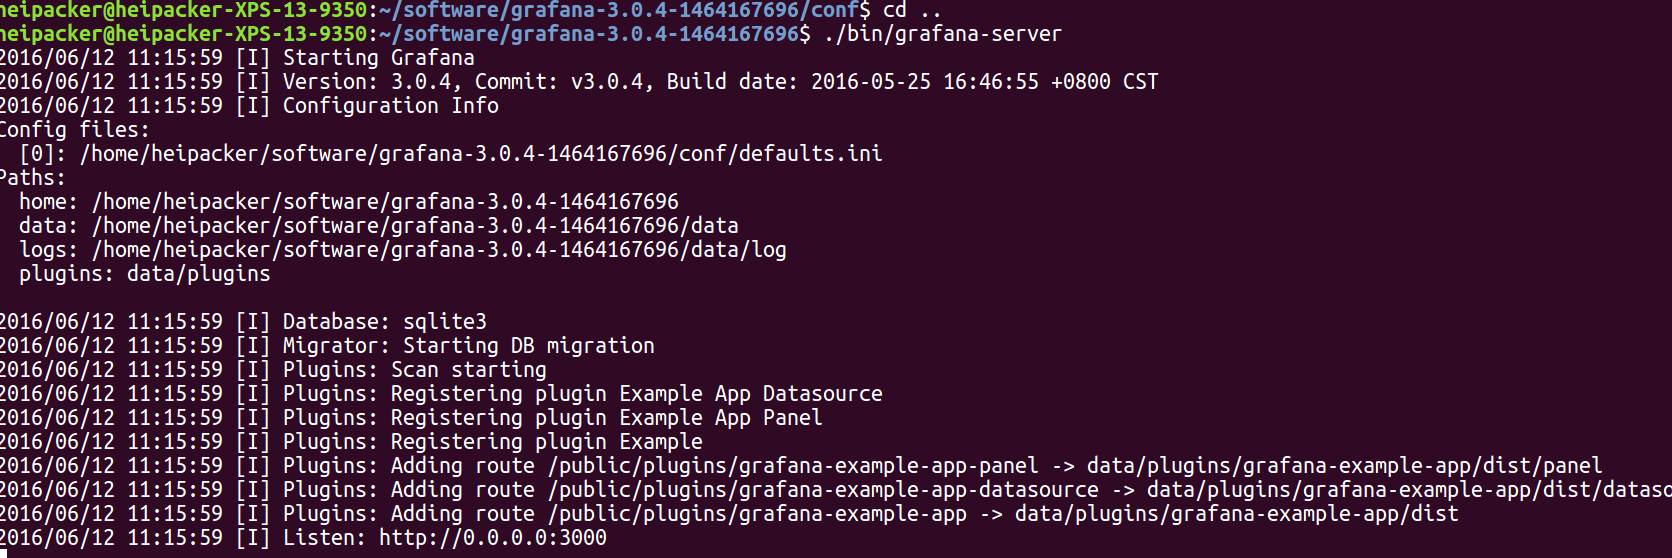 heipacker@heipacker-XPS-13-9350:~/software/grafana-3.0.4-1464167696/conf$ cd ..
heipacker@heipacker-XPS-13-9350:~/software/grafana-3.0.4-1464167696$ ./bin/grafana-server
2016/06/12 11:15:59 [I] Starting Grafana
2016/06/12 11:15:59 [I] Version: 3.0.4, Commit: v3.0.4, Build date: 2016-05-25 16:46:55 +0800 CST
2016/06/12 11:15:59 [I] Configuration Info
Config files:
  [0]: /home/heipacker/software/grafana-3.0.4-1464167696/conf/defaults.ini
Paths:
  home: /home/heipacker/software/grafana-3.0.4-1464167696
  data: /home/heipacker/software/grafana-3.0.4-1464167696/data
  logs: /home/heipacker/software/grafana-3.0.4-1464167696/data/log
  plugins: data/plugins
2016/06/12 11:15:59 [I] Database: sqlite3
2016/06/12 11:15:59 [I] Migrator: Starting DB migration
2016/06/12 11:15:59 [I] Plugins: Scan starting
2016/06/12 11:15:59 [I] Plugins: Registering plugin Example App Datasource
2016/06/12 11:15:59 [I] Plugins: Registering plugin Example App Panel
2016/06/12 11:15:59 [I] Plugins: Registering plugin Example
2016/06/12 11:15:59 [I] Plugins: Adding route /public/plugins/grafana-example-app-panel -> data/plugins/grafana-example-app/dist/panel
2016/06/12 11:15:59 [I] Plugins: Adding route /public/plugins/grafana-example-app-datasource -> data/plugins/grafana-example-app/dist/dataso
2016/06/12 11:15:59 [I] Plugins: Adding route /public/plugins/grafana-example-app -> data/plugins/grafana-example-app/dist
2016/06/12 11:15:59 [I] Listen: http://0.0.0.0:3000